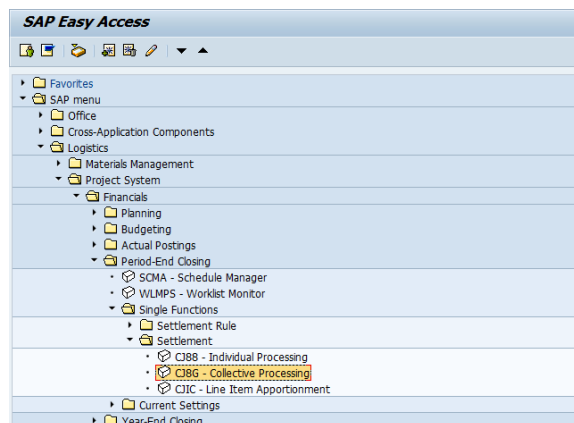 SAP Easy Access
Favorites
SAP menu
Office
Cross-Application Components
Logistics
Materials Management
Project System
Financials
Planning
Budgeting
Actual Postings
Period-End Closing
SCMA - Schedule Manager
WLMPS - Worklist Monitor
Single Functions
Settlement Rule
Settlement
CJ88 - Individual Processing
CJ8G - Collective Processing
CJIC - Line Item Apportionment
Current Settings
Year-End Closing